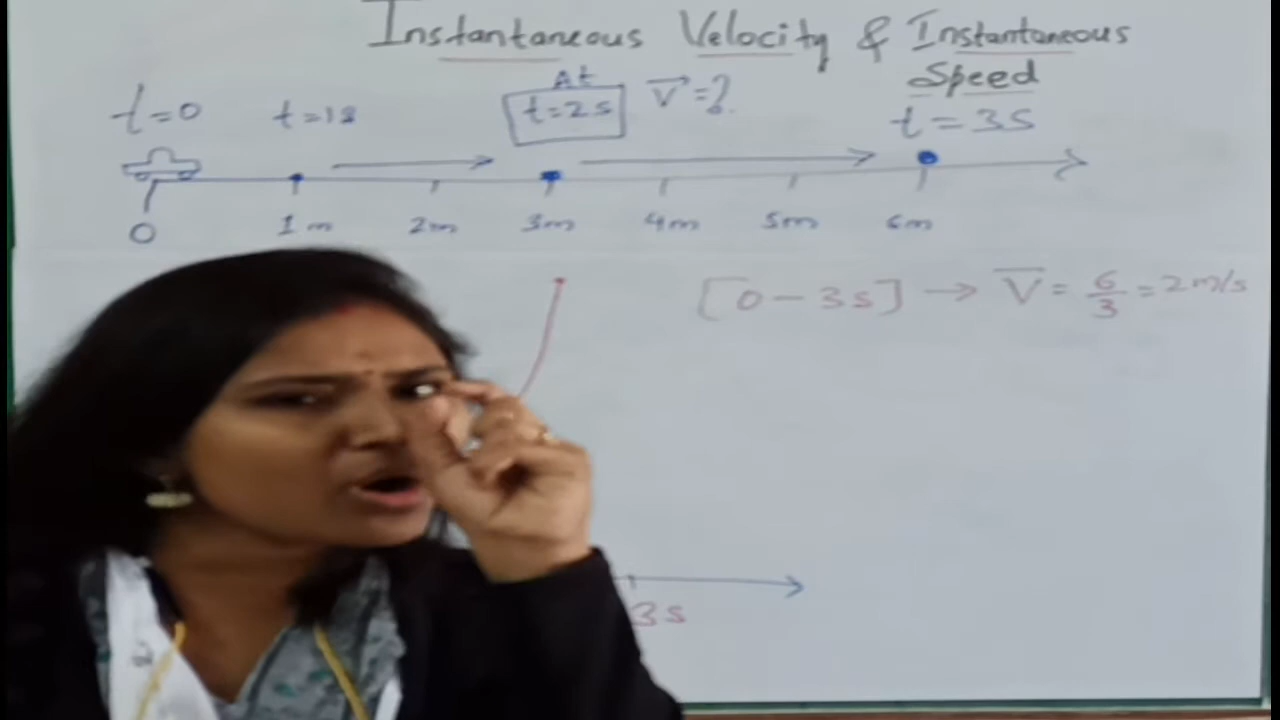 Instantaneous Velocity & Instantaneous
Speed
t=0 t=1s At t=2s V=? t=3s
0 1m 2m 3m 4m 5m 6m
[0-3s] → V = 6/3 = 2m/s
3s